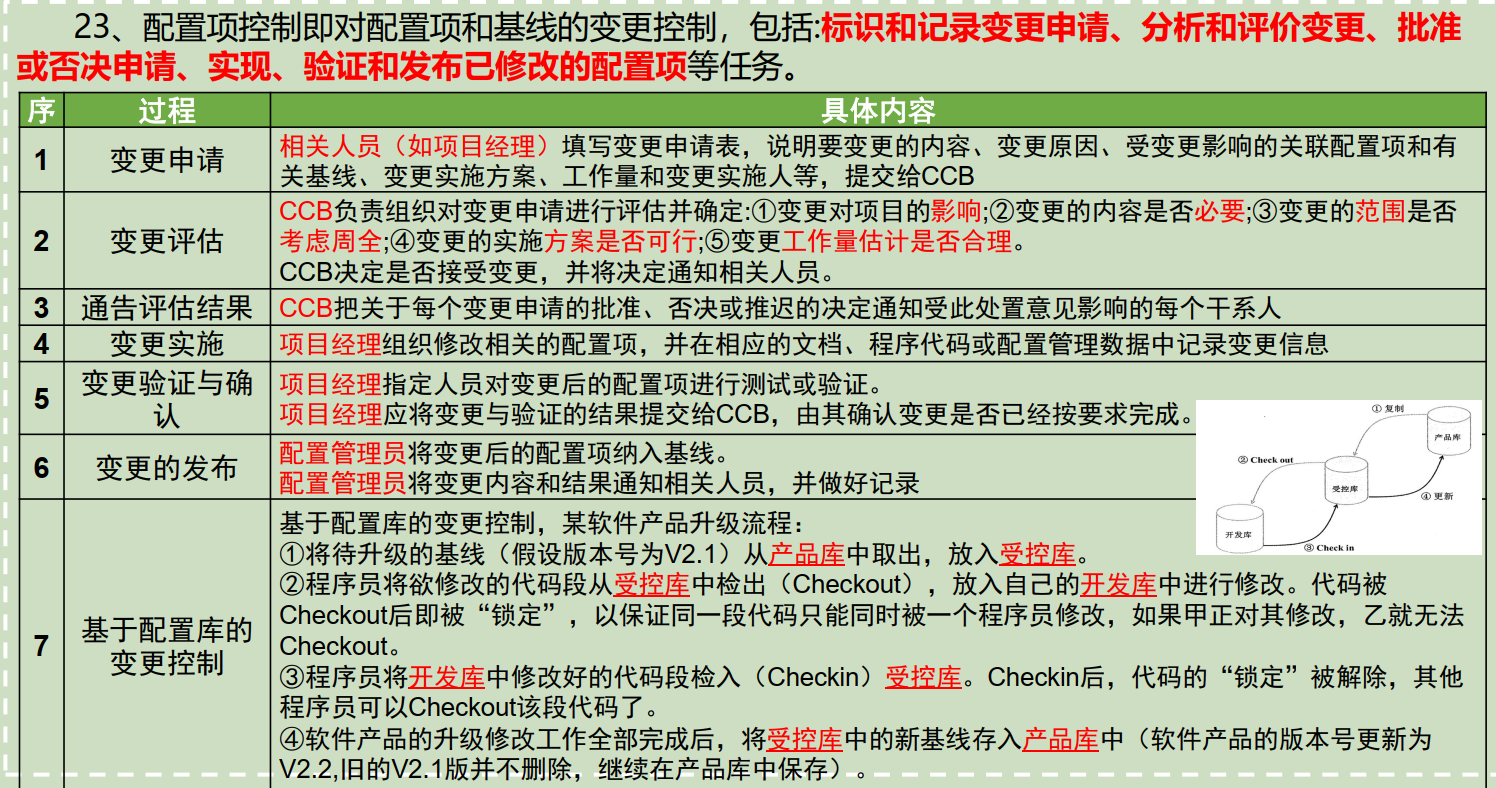 23、配置项控制即对配置项和基线的变更控制，包括:标识和记录变更申请、分析和评价变更、批准
或否决申请、实现、验证和发布已修改的配置项等任务。
序 过程 具体内容
1 变更申请
相关人员（如项目经理）填写变更申请表，说明要变更的内容、变更原因、受变更影响的关联配置项和有
关基线、变更实施方案、工作量和变更实施人等，提交给CCB
2 变更评估
CCB负责组织对变更申请进行评估并确定:①变更对项目的影响;②变更的内容是否必要;③变更的范围是否
考虑周全;④变更的实施方案是否可行;⑤变更工作量估计是否合理。
CCB决定是否接受变更，并将决定通知相关人员。
3 通告评估结果 CCB把关于每个变更申请的批准、否决或推迟的决定通知受此处置意见影响的每个干系人
4 变更实施 项目经理组织修改相关的配置项，并在相应的文档、程序代码或配置管理数据中记录变更信息
5 变更验证与确
认
项目经理指定人员对变更后的配置项进行测试或验证。
项目经理应将变更与验证的结果提交给CCB，由其确认变更是否已经按要求完成。
6 变更的发布
配置管理员将变更后的配置项纳入基线。
配置管理员将变更内容和结果通知相关人员，并做好记录
7 基于配置库的
变更控制
基于配置库的变更控制，某软件产品升级流程：
①将待升级的基线（假设版本号为V2.1）从产品库中取出，放入受控库。
②程序员将欲修改的代码段从受控库中检出（Checkout），放入自己的开发库中进行修改。代码被
Checkout后即被“锁定”，以保证同一段代码只能同时被一个程序员修改，如果甲正对其修改，乙就无法
Checkout。
③程序员将开发库中修改好的代码段检入（Checkin）受控库。Checkin后，代码的“锁定”被解除，其他
程序员可以Checkout该段代码了。
④软件产品的升级修改工作全部完成后，将受控库中的新基线存入产品库中（软件产品的版本号更新为
V2.2,旧的V2.1版并不删除，继续在产品库中保存）。
① 复制
产品库
② Check out
受控库
④ 更新
开发库
③ Check in